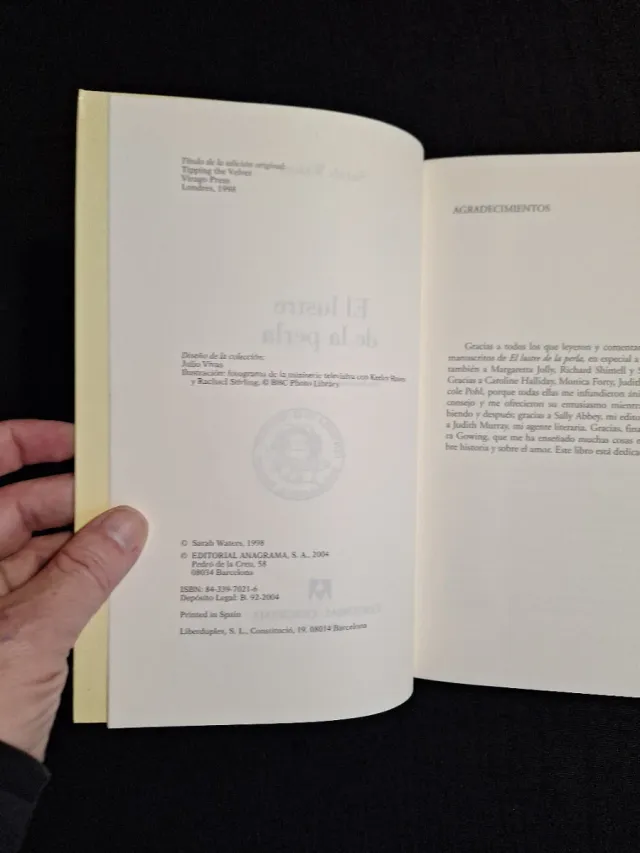 Título de la edición original:
Tipping the Velvet
Virago Press
Londres, 1998
Diseño de la colección:
Julio Vivas
Ilustración: fotograma de la miniserie televisiva con Keeley Hawes
y Rachael Stirling, © BBC Photo Library
El lustre
de la perla
© Sarah Waters, 1998
© EDITORIAL ANAGRAMA, S. A., 2004
Pedró de la Creu, 58
08034 Barcelona
ISBN: 84-339-7021-6
Depósito Legal: B. 92-2004
Printed in Spain
Liberduplex, S. L., Constitució, 19, 08014 Barcelona
AGRADECIMIENTOS
Gracias a todos los que leyeron y comentar
manuscritos de El lustre de la perla, en especial a
también a Margaretta Jolly, Richard Shimell y S
Gracias a Caroline Halliday, Monica Forty, Judith
cole Pohl, porque todas ellas me infundieron áni
consejo y me ofrecieron su entusiasmo mientr
biendo y después; gracias a Sally Abbey, mi edito
a Judith Murray, mi agente literaria. Gracias, fina
ra Gowing, que me ha enseñado muchas cosas
bre historia y sobre el amor. Este libro está dedica